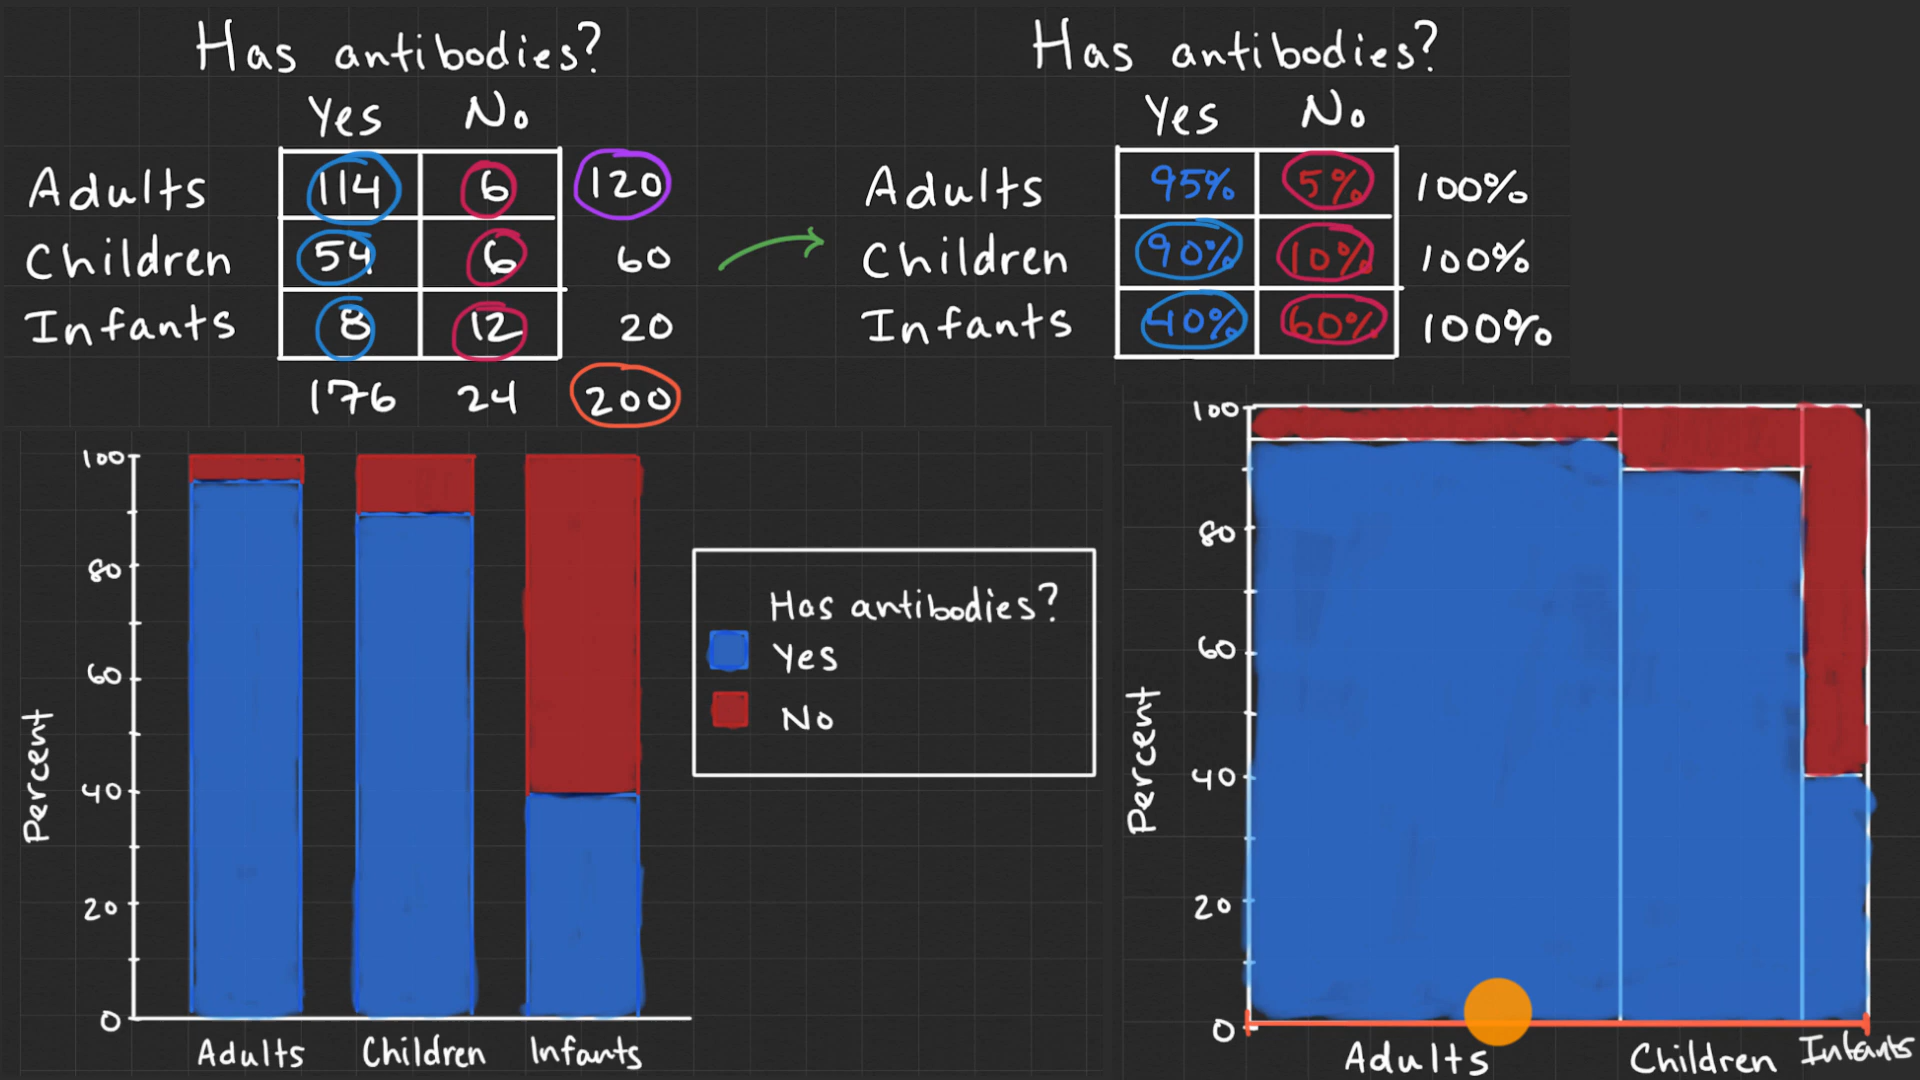 Has antibodies?
Yes No
Adults 114 6 120
Children 54 6 60
Infants 8 12 20
176 24 200
Has antibodies?
Yes No
Adults 95% 5% 100%
Children 90% 10% 100%
Infants 40% 60% 100%
100
80
60
40
20
0
Percent
Adults Children Infants
Has antibodies?
Yes
No
100
80
60
40
20
0
Percent
Adults Children Infants